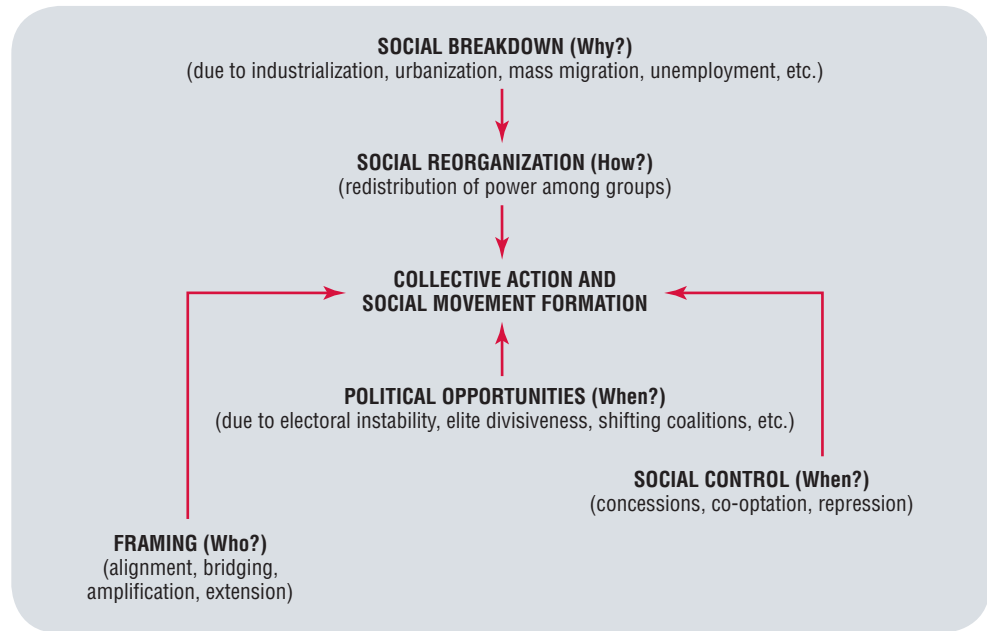 SOCIAL BREAKDOWN (Why?)
(due to industrialization, urbanization, mass migration, unemployment, etc.)
SOCIAL REORGANIZATION (How?)
(redistribution of power among groups)
COLLECTIVE ACTION AND
SOCIAL MOVEMENT FORMATION
POLITICAL OPPORTUNITIES (When?)
(due to electoral instability, elite divisiveness, shifting coalitions, etc.)
SOCIAL CONTROL (When?)
(concessions, co-optation, repression)
FRAMING (Who?)
(alignment, bridging,
amplification, extension)